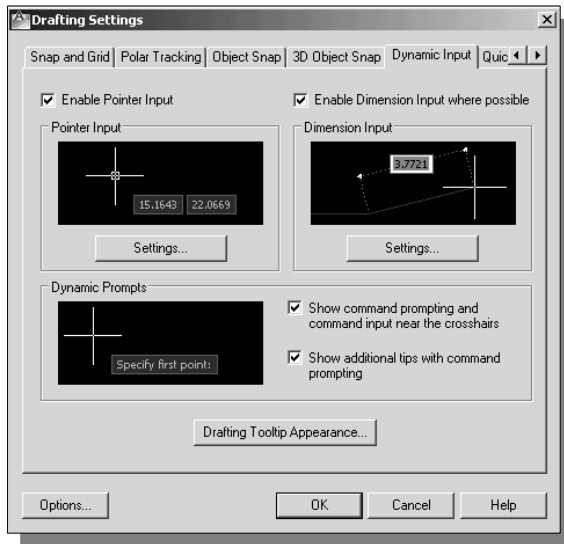 Drafting Settings
Snap and Grid Polar Tracking Object Snap 3D Object Snap Dynamic Input Quic
Enable Pointer Input
Enable Dimension Input where possible
Pointer Input
15.1643 22.0669
Settings...
Dimension Input
3.7721
Settings...
Dynamic Prompts
Specify first point:
Show command prompting and
command input near the crosshairs
Show additional tips with command
prompting
Drafting Tooltip Appearance...
Options...
OK
Cancel
Help